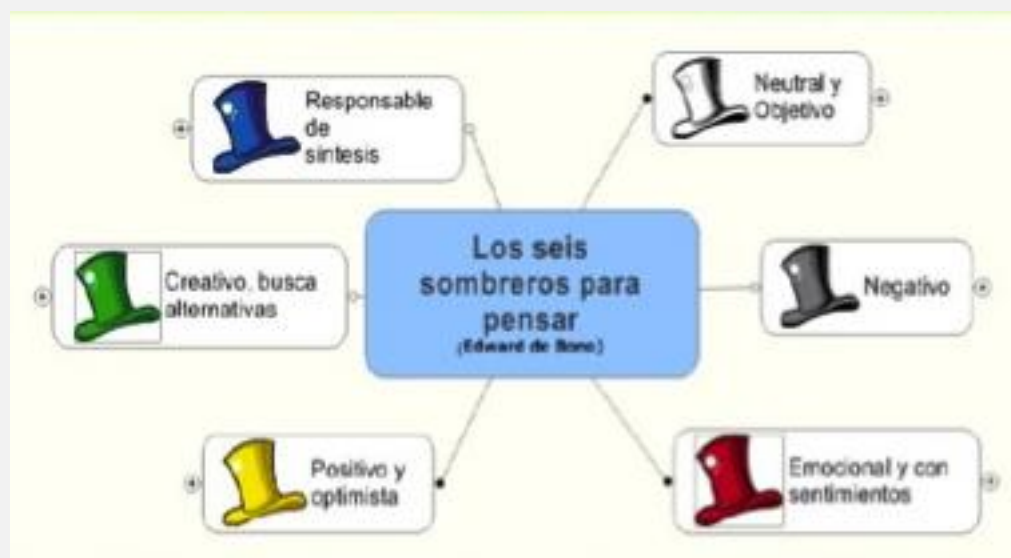 Responsable
de
síntesis
Neutral y
Objetivo
Los seis
sombreros para
pensar
(Edward de Bono)
Creativo, busca
alternativas
Negativo
Positivo y
optimista
Emocional y con
sentimientos